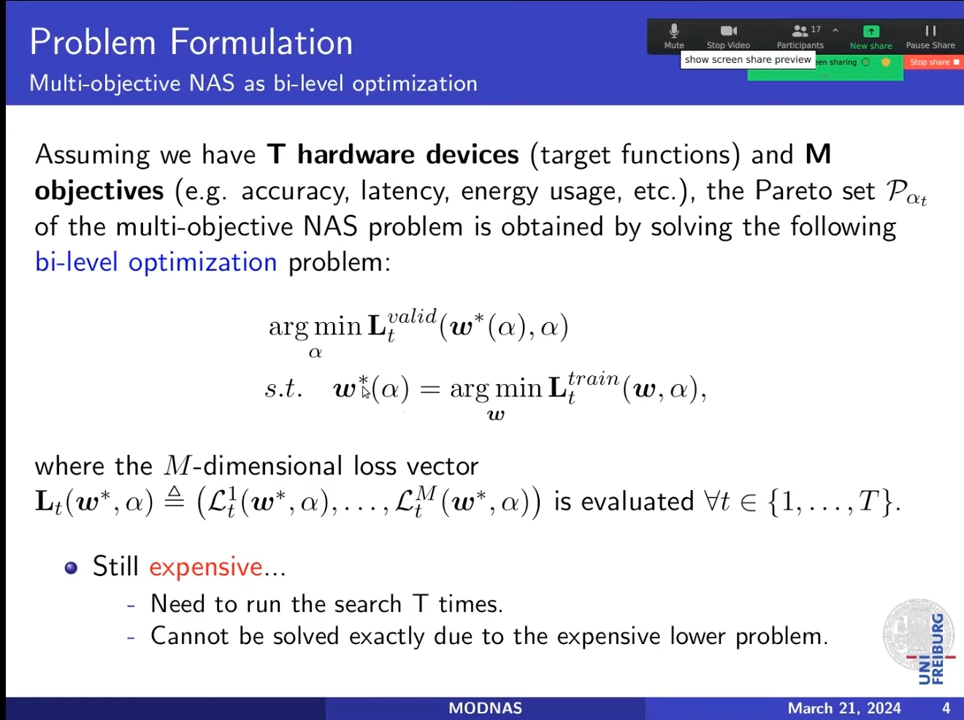 Problem Formulation
Multi-objective NAS as bi-level optimization
17
Mute
Stop Video
Participants
New share
Pause Share
show screen share preview
een sharing
Stop share
Assuming we have T hardware devices (target functions) and M
objectives (e.g. accuracy, latency, energy usage, etc.), the Pareto set 𝒫_{α_t}
of the multi-objective NAS problem is obtained by solving the following
bi-level optimization problem:
arg min_α L_t^{valid}(w*(α), α)
s.t. w*(α) = arg min_w L_t^{train}(w, α),
where the M-dimensional loss vector
L_t(w*, α) ≜ (ℒ_t^1(w*, α), . . . , ℒ_t^M(w*, α)) is evaluated ∀t ∈ {1, . . . , T}.
Still expensive...
- Need to run the search T times.
- Cannot be solved exactly due to the expensive lower problem.
UNI
FREIBURG
MODNAS
March 21, 2024
4